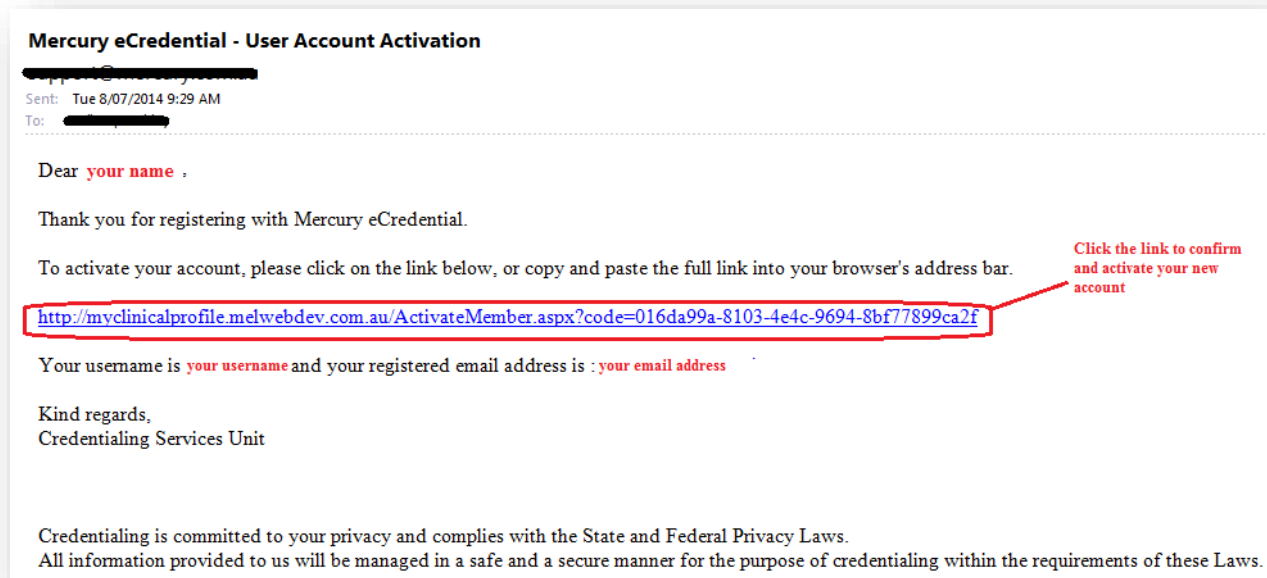 Mercury eCredential - User Account Activation
Sent: Tue 8/07/2014 9:29 AM
To:
Dear your name ,
Thank you for registering with Mercury eCredential.
To activate your account, please click on the link below, or copy and paste the full link into your browser's address bar.
Click the link to confirm
and activate your new
account
http://myclinicalprofile.melwebdev.com.au/ActivateMember.aspx?code=016da99a-8103-4e4c-9694-8bf77899ca2f
Your username is your username and your registered email address is : your email address
Kind regards,
Credentialing Services Unit
Credentialing is committed to your privacy and complies with the State and Federal Privacy Laws.
All information provided to us will be managed in a safe and a secure manner for the purpose of credentialing within the requirements of these Laws.